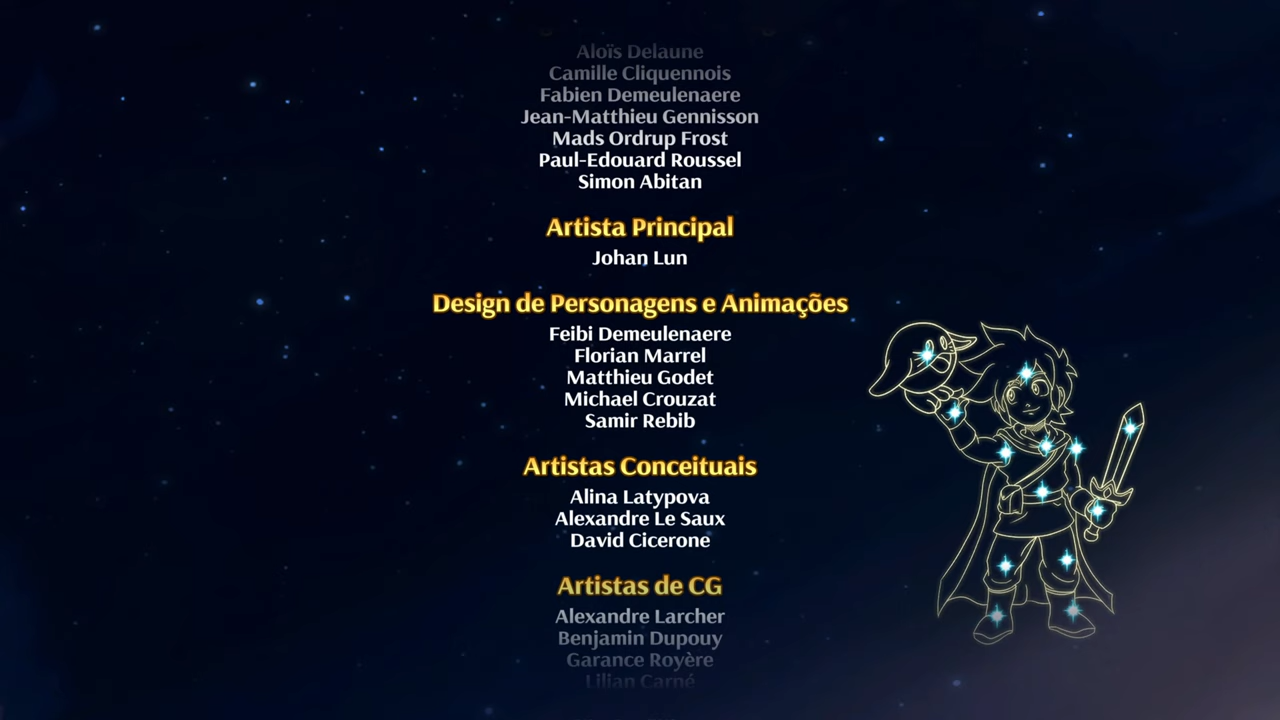 Aloïs Delaune
Camille Cliquennois
Fabien Demeulenaere
Jean-Matthieu Gennisson
Mads Ordrup Frost
Paul-Edouard Roussel
Simon Abitan
Artista Principal
Johan Lun
Design de Personagens e Animações
Feibi Demeulenaere
Florian Marrel
Matthieu Godet
Michael Crouzat
Samir Rebib
Artistas Conceituais
Alina Latypova
Alexandre Le Saux
David Cicerone
Artistas de CG
Alexandre Larcher
Benjamin Dupouy
Garance Royère
Lilian Carné